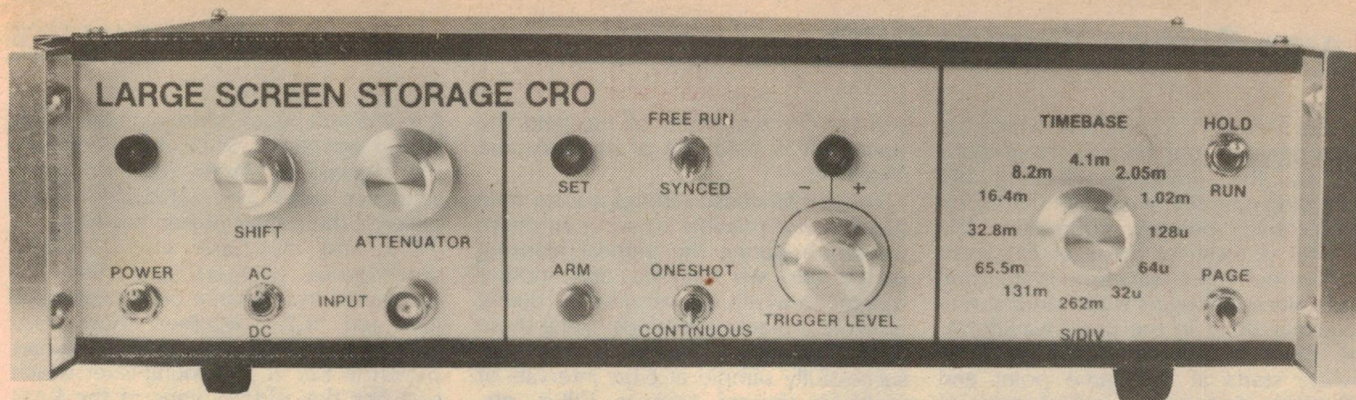 LARGE SCREEN STORAGE CRO
SHIFT
ATTENUATOR
POWER
AC
DC
INPUT
SET
FREE RUN
SYNCED
ARM
ONESHOT
CONTINUOUS
- +
TRIGGER LEVEL
TIMEBASE
4.1m
8.2m 2.05m
16.4m 1.02m
32.8m 128u
65.5m 64u
131m 32u
262m
S/DIV
HOLD
RUN
PAGE